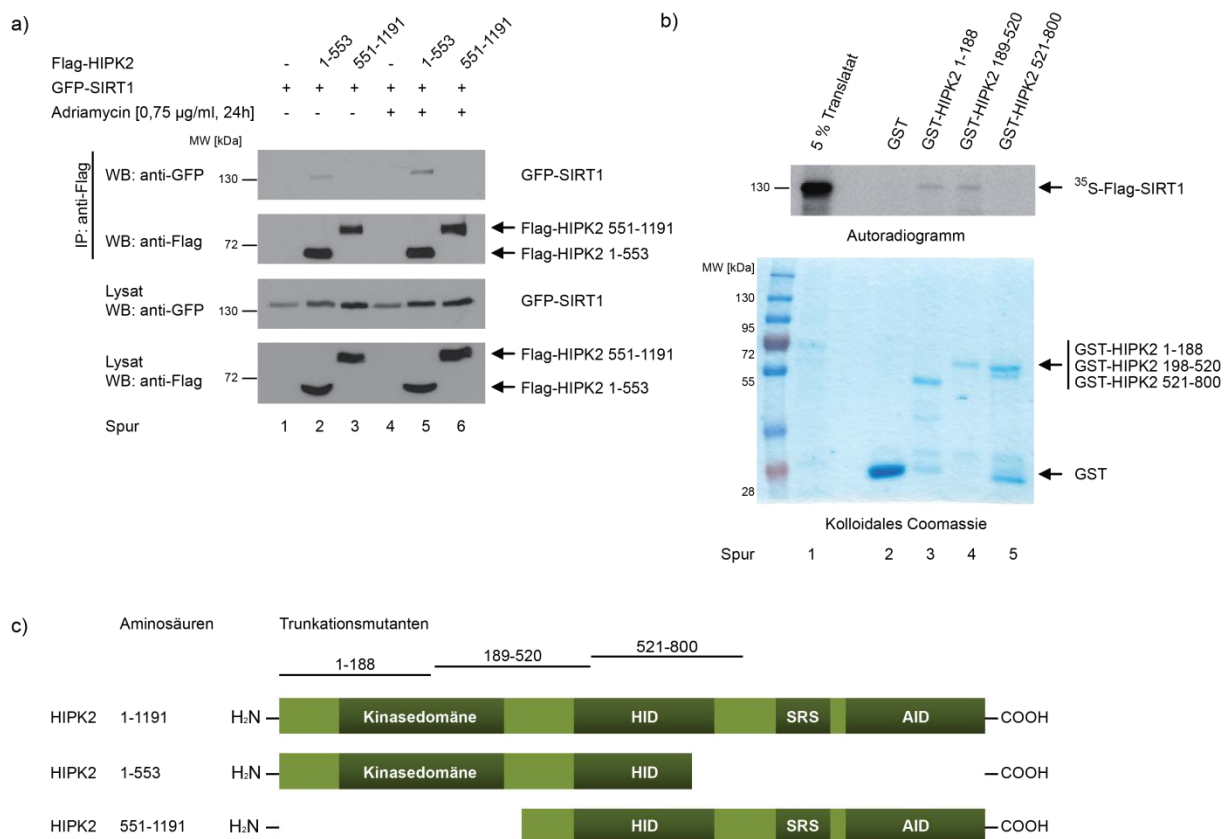 a)
Flag-HIPK2 - 1-553 551-1191 - 1-553 551-1191
GFP-SIRT1 + + + + + +
Adriamycin [0,75 µg/ml, 24h] - - - + + +
MW [kDa]
IP: anti-Flag
WB: anti-GFP 130 GFP-SIRT1
WB: anti-Flag 72 Flag-HIPK2 551-1191
Flag-HIPK2 1-553
Lysat
WB: anti-GFP 130 GFP-SIRT1
Lysat
WB: anti-Flag 72 Flag-HIPK2 551-1191
Flag-HIPK2 1-553
Spur 1 2 3 4 5 6
b)
5 % Translatat GST GST-HIPK2 1-188 GST-HIPK2 189-520 GST-HIPK2 521-800
130 ³⁵S-Flag-SIRT1
Autoradiogramm
MW [kDa]
130
95
72
55
28
GST-HIPK2 1-188
GST-HIPK2 198-520
GST-HIPK2 521-800
GST
Kolloidales Coomassie
Spur 1 2 3 4 5
c)
Aminosäuren Trunkationsmutanten
1-188 189-520 521-800
HIPK2 1-1191 H₂N Kinasedomäne HID SRS AID COOH
HIPK2 1-553 H₂N Kinasedomäne HID COOH
HIPK2 551-1191 H₂N HID SRS AID COOH